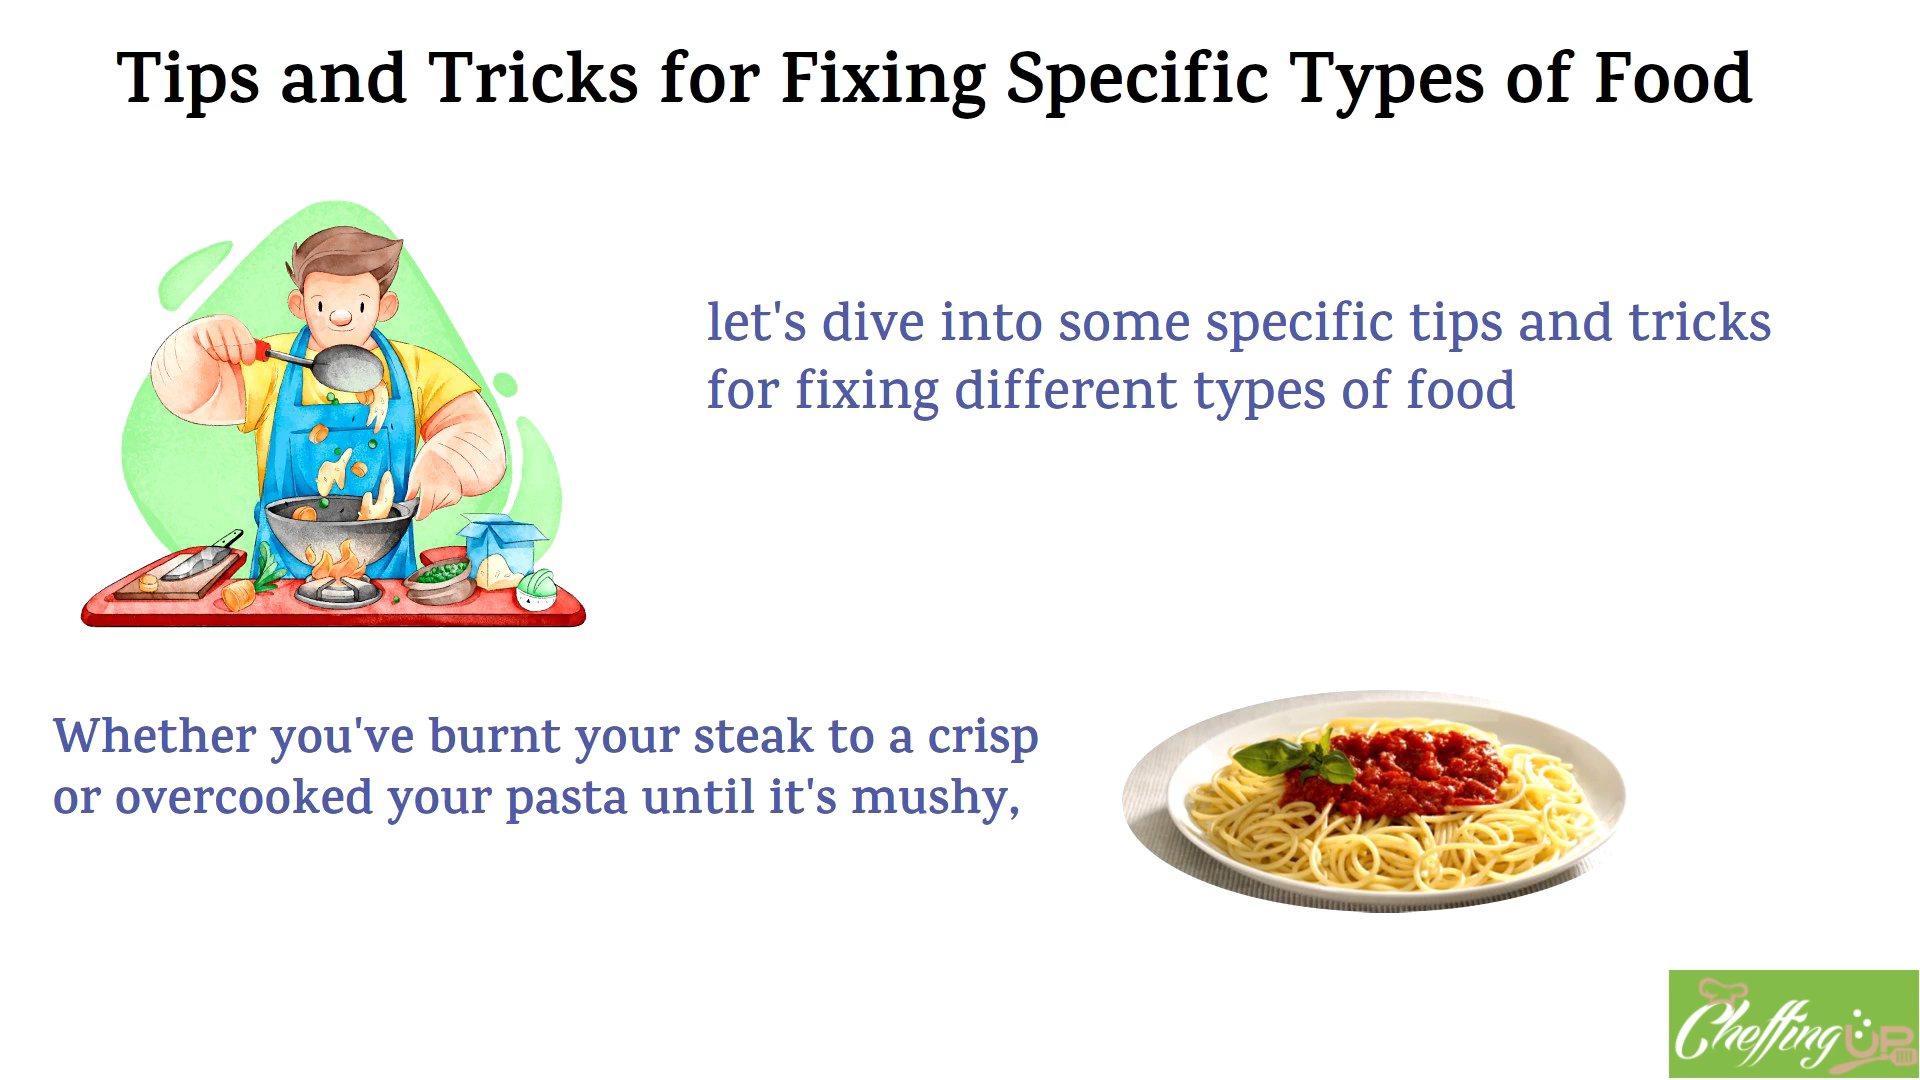 Tips and Tricks for Fixing Specific Types of Food
let's dive into some specific tips and tricks
for fixing different types of food
Whether you've burnt your steak to a crisp
or overcooked your pasta until it's mushy,
Cheffing UP